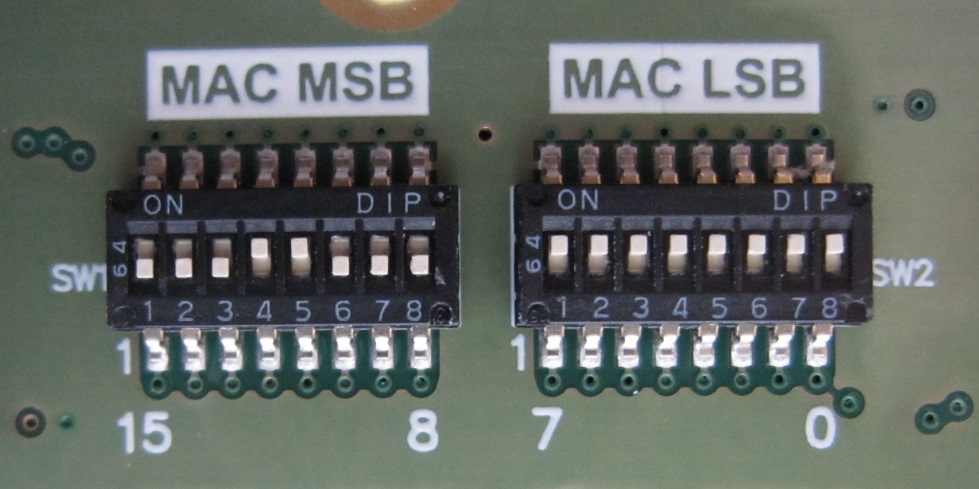 MAC MSB MAC LSB
ON DIP ON DIP
64 64
SW1 SW2
1 2 3 4 5 6 7 8 1 2 3 4 5 6 7 8
1 1
15 8 7 0